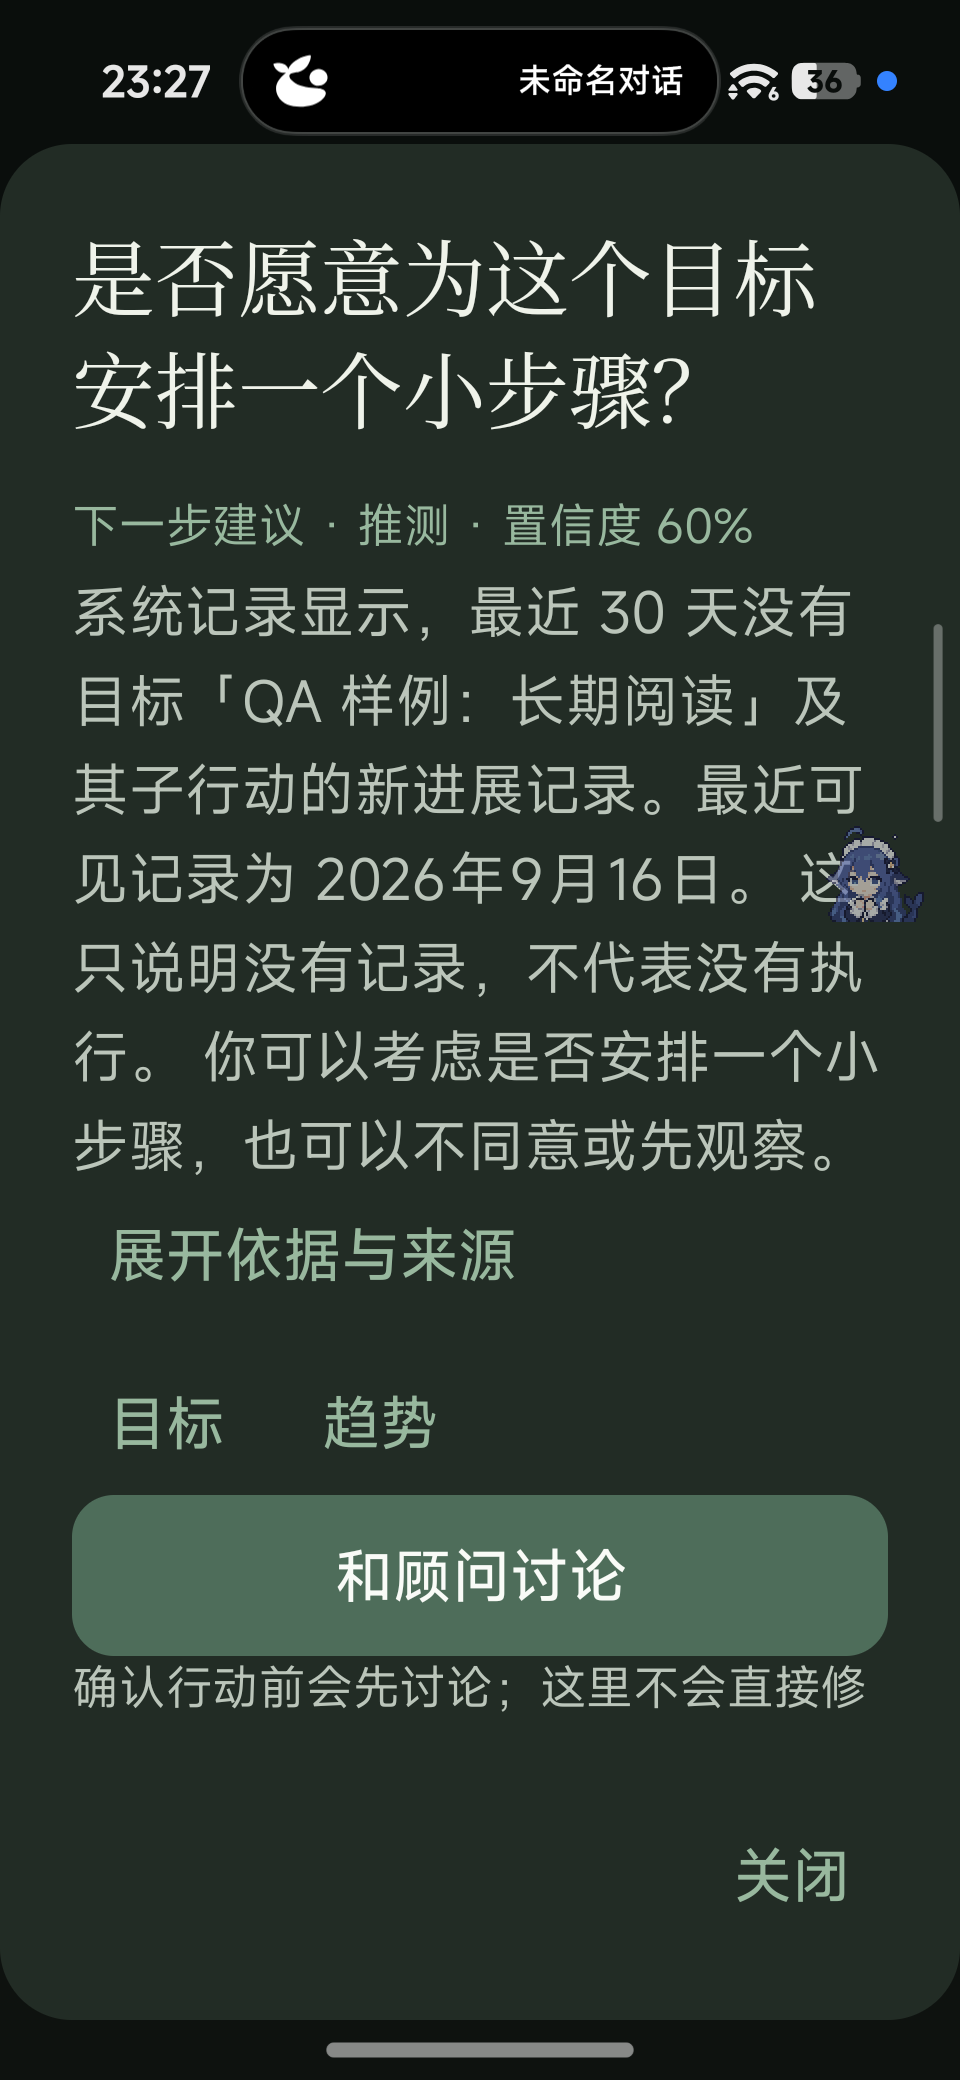 23:27
未命名对话
6
36
是否愿意为这个目标
安排一个小步骤?
下一步建议 · 推测 · 置信度 60%
系统记录显示，最近 30 天没有
目标「QA 样例：长期阅读」及
其子行动的新进展记录。最近可
见记录为 2026年9月16日。 这
只说明没有记录，不代表没有执
行。 你可以考虑是否安排一个小
步骤，也可以不同意或先观察。
展开依据与来源
目标 趋势
和顾问讨论
确认行动前会先讨论；这里不会直接修
关闭